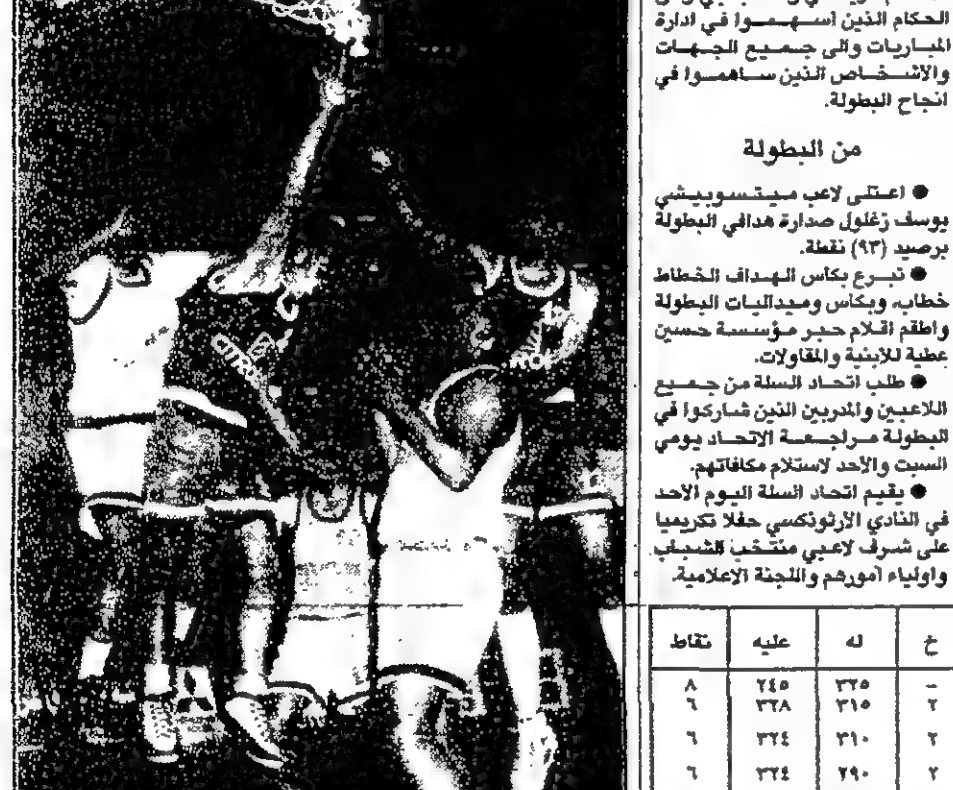 الحكام الذين اسهموا في ادارة
المباريات والى جميع الجهات
والاشخاص الذين ساهموا في
انجاح البطولة.
من البطولة
● اعتلى لاعب ميتسوبيشي
يوسف زغلول صدارة هدافي البطولة
برصيد (٩٣) نقطة.
● تبرع بكاس الهداف الخطاط
خطاب، وبكاس وميداليات البطولة
واطقم اقلام حبر مؤسسة حسين
عطية للابنية والمقاولات.
● طلب اتحاد السلة من جميع
اللاعبين والمدربين الذين شاركوا في
البطولة مراجعة الاتحاد يومي
السبت والأحد لاستلام مكافاتهم.
● يقيم اتحاد السلة اليوم الاحد
في النادي الارثوذكسي حفلا تكريميا
على شرف لاعبي منتخب الشباب
واولياء أمورهم واللجنة الاعلامية.
خ له عليه نقاط
– ٣٢٥ ٢٤٥ ٨
٢ ٣١٥ ٣٢٨ ٦
٢ ٣١٠ ٣٢٤ ٦
٢ ٢٩٠ ٣٢٤ ٦